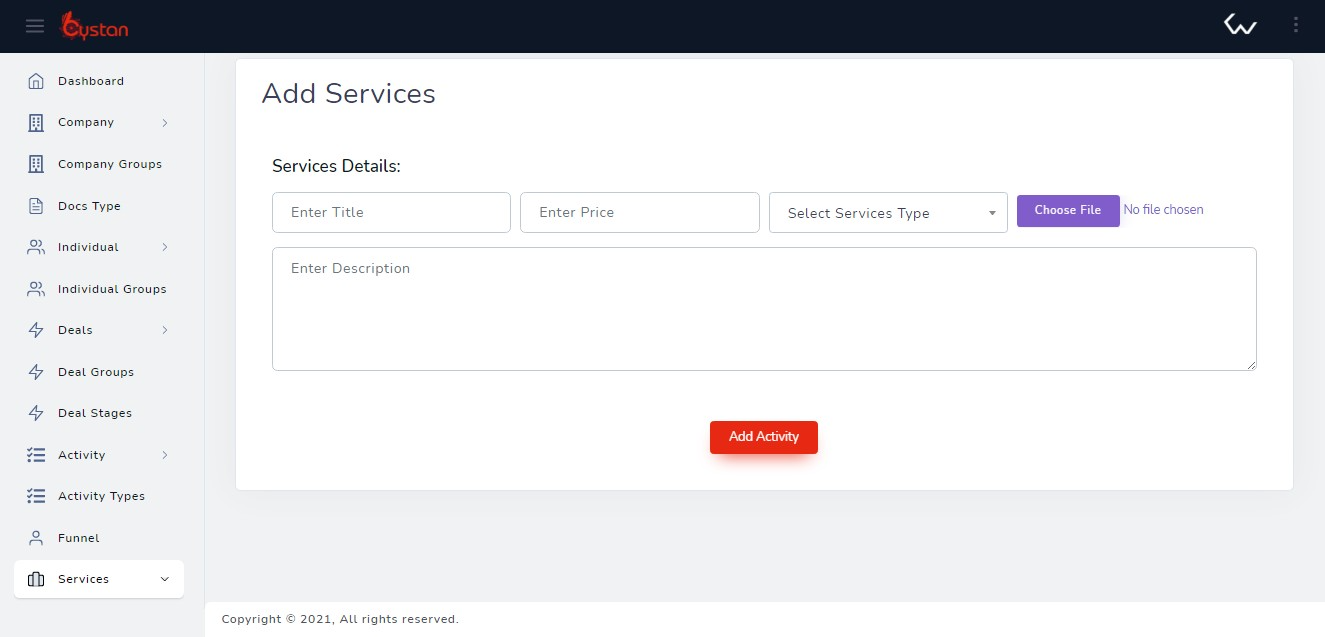 bystan
Dashboard
Company
Company Groups
Docs Type
Individual
Individual Groups
Deals
Deal Groups
Deal Stages
Activity
Activity Types
Funnel
Services
Add Services
Services Details:
Enter Title Enter Price Select Services Type Choose File No file chosen
Enter Description
Add Activity
Copyright © 2021, All rights reserved.